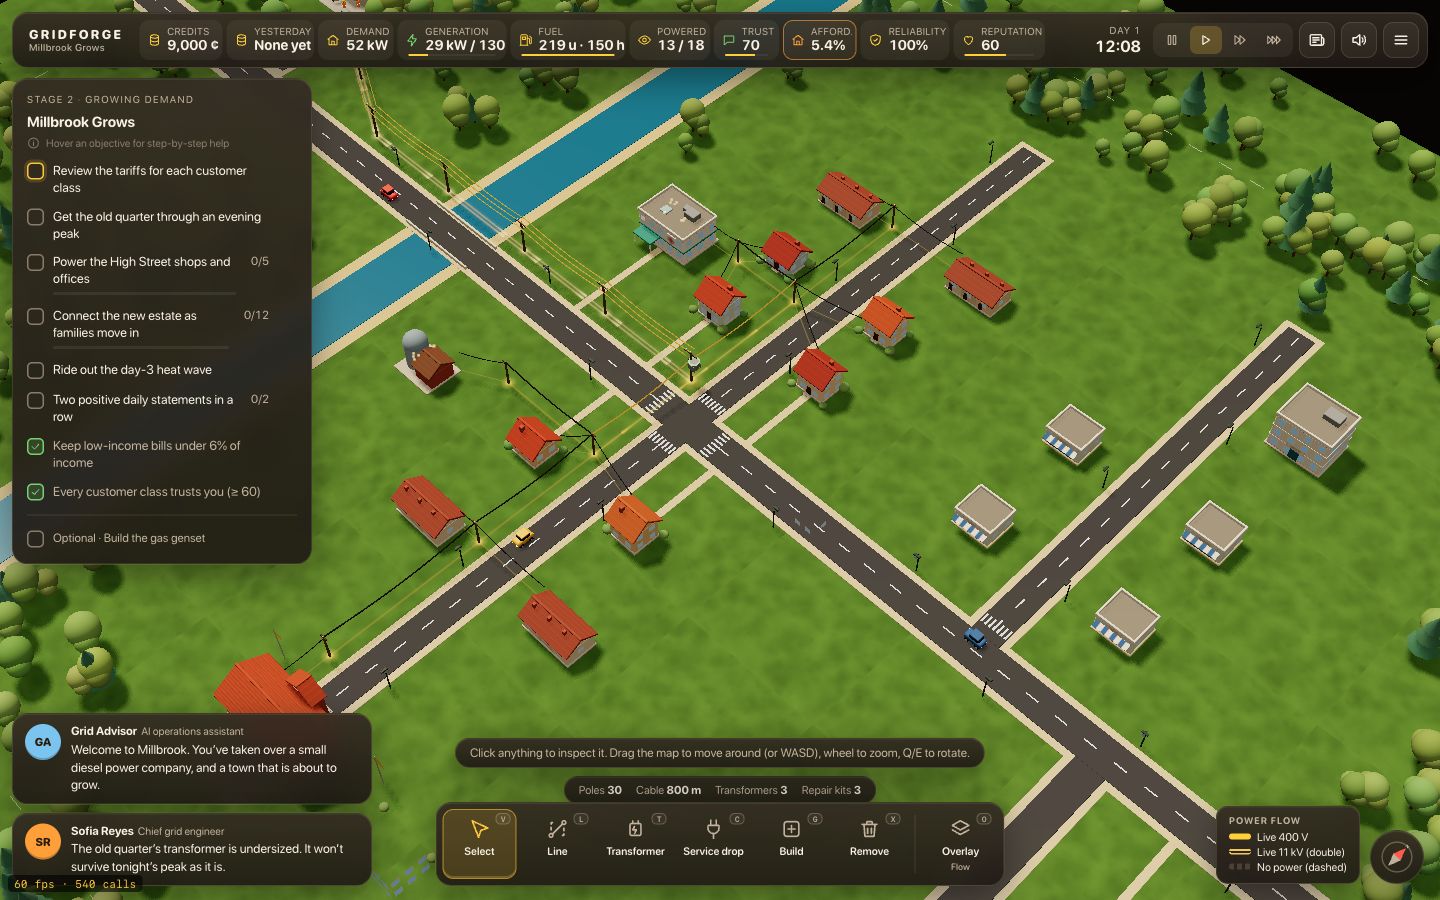 GRIDFORGE
Millbrook Grows
CREDITS
9,000 ¢
YESTERDAY
None yet
DEMAND
52 kW
GENERATION
29 kW / 130
FUEL
219 u · 150 h
POWERED
13 / 18
TRUST
70
AFFORD.
5.4%
RELIABILITY
100%
REPUTATION
60
DAY 1
12:08
STAGE 2 · GROWING DEMAND
Millbrook Grows
Hover an objective for step-by-step help
Review the tariffs for each customer
class
Get the old quarter through an evening
peak
Power the High Street shops and 0/5
offices
Connect the new estate as 0/12
families move in
Ride out the day-3 heat wave
Two positive daily statements in a 0/2
row
Keep low-income bills under 6% of
income
Every customer class trusts you (≥ 60)
Optional · Build the gas genset
GA
Grid Advisor AI operations assistant
Welcome to Millbrook. You've taken over a small
diesel power company, and a town that is about to
grow.
SR
Sofia Reyes Chief grid engineer
The old quarter's transformer is undersized. It won't
survive tonight's peak as it is.
60 fps · 540 calls
Click anything to inspect it. Drag the map to move around (or WASD), wheel to zoom, Q/E to rotate.
Poles 30 Cable 800 m Transformers 3 Repair kits 3
V
Select
L
Line
T
Transformer
C
Service drop
G
Build
X
Remove
O
Overlay
Flow
POWER FLOW
Live 400 V
Live 11 kV (double)
No power (dashed)